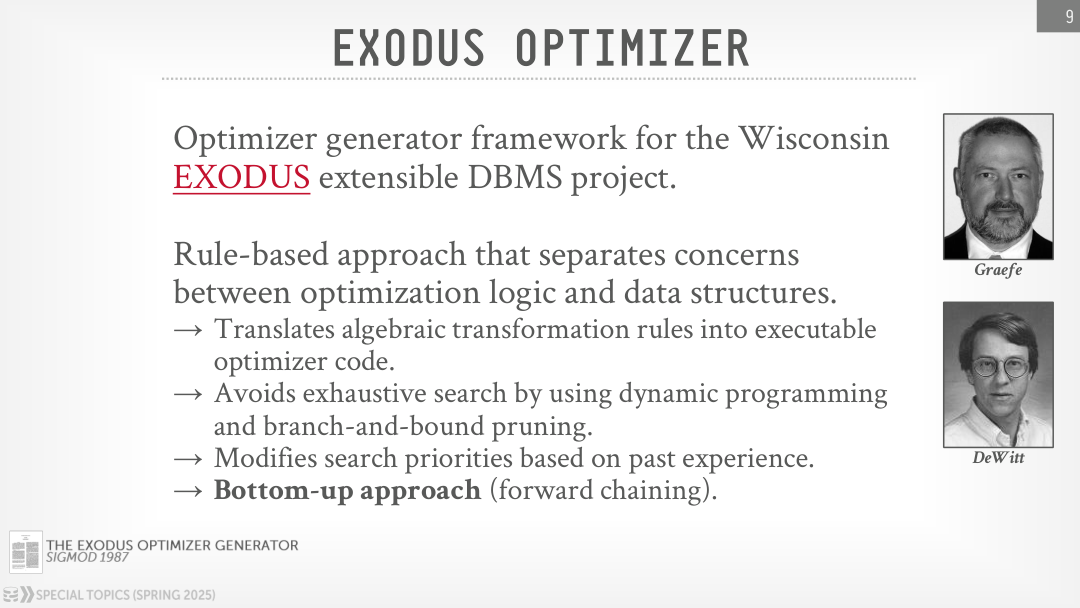 9
EXODUS OPTIMIZER
Optimizer generator framework for the Wisconsin
EXODUS extensible DBMS project.
Rule-based approach that separates concerns
between optimization logic and data structures.
→ Translates algebraic transformation rules into executable
optimizer code.
→ Avoids exhaustive search by using dynamic programming
and branch-and-bound pruning.
→ Modifies search priorities based on past experience.
→ Bottom-up approach (forward chaining).
Graefe
DeWitt
THE EXODUS OPTIMIZER GENERATOR
SIGMOD 1987
SPECIAL TOPICS (SPRING 2025)